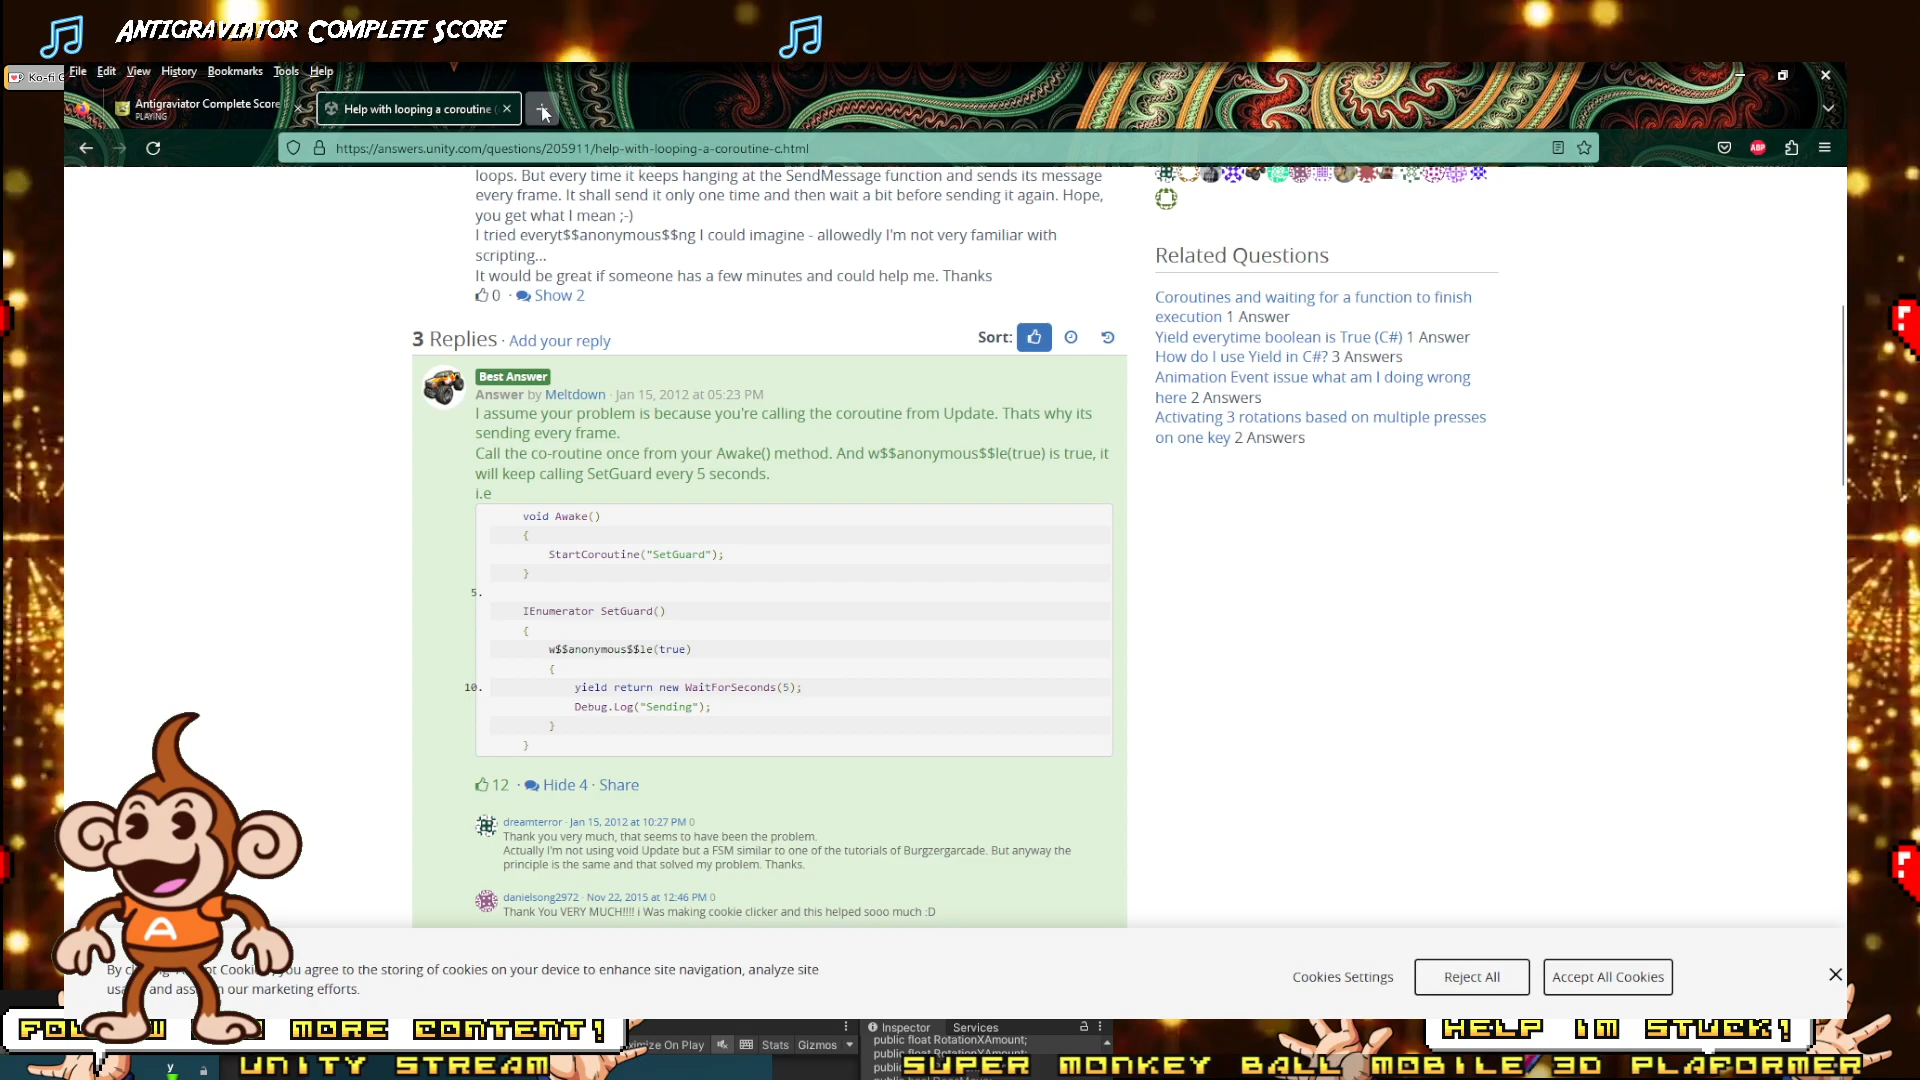 Antigraviator Complete Score
Ko-fi G
File Edit View History Bookmarks Tools Help
Antigraviator Complete Score
PLAYING
Help with looping a coroutine (
https://answers.unity.com/questions/205911/help-with-looping-a-coroutine-c.html
ABP
loops. But every time it keeps hanging at the SendMessage function and sends its message
every frame. It shall send it only one time and then wait a bit before sending it again. Hope,
you get what I mean ;-)
I tried everyt$$anonymous$$ng I could imagine - allowedly I'm not very familiar with
scripting...
It would be great if someone has a few minutes and could help me. Thanks
0 · Show 2
3 Replies · Add your reply
Sort:
Best Answer
Answer by Meltdown · Jan 15, 2012 at 05:23 PM
I assume your problem is because you're calling the coroutine from Update. Thats why its
sending every frame.
Call the co-routine once from your Awake() method. And w$$anonymous$$le(true) is true, it
will keep calling SetGuard every 5 seconds.
i.e
void Awake()
{
StartCoroutine("SetGuard");
}
5.
IEnumerator SetGuard()
{
w$$anonymous$$le(true)
{
10. yield return new WaitForSeconds(5);
Debug.Log("Sending");
}
}
12 · Hide 4 · Share
dreamterror · Jan 15, 2012 at 10:27 PM 0
Thank you very much, that seems to have been the problem.
Actually I'm not using void Update but a FSM similar to one of the tutorials of Burgzergarcade. But anyway the
principle is the same and that solved my problem. Thanks.
danielsong2972 · Nov 22, 2015 at 12:46 PM 0
Thank You VERY MUCH!!!! i Was making cookie clicker and this helped sooo much :D
Related Questions
Coroutines and waiting for a function to finish
execution 1 Answer
Yield everytime boolean is True (C#) 1 Answer
How do I use Yield in C#? 3 Answers
Animation Event issue what am I doing wrong
here 2 Answers
Activating 3 rotations based on multiple presses
on one key 2 Answers
you agree to the storing of cookies on your device to enhance site navigation, analyze site
our marketing efforts.
Cookies Settings
Reject All
Accept All Cookies
A
MORE CONTENT!
Inspector Services
On Play Stats Gizmos
public float RotationXAmount;
HELP IM STUCK!
y
UNITY STREAM
SUPER MONKEY BALL MOBILE 3D PLAFORMER